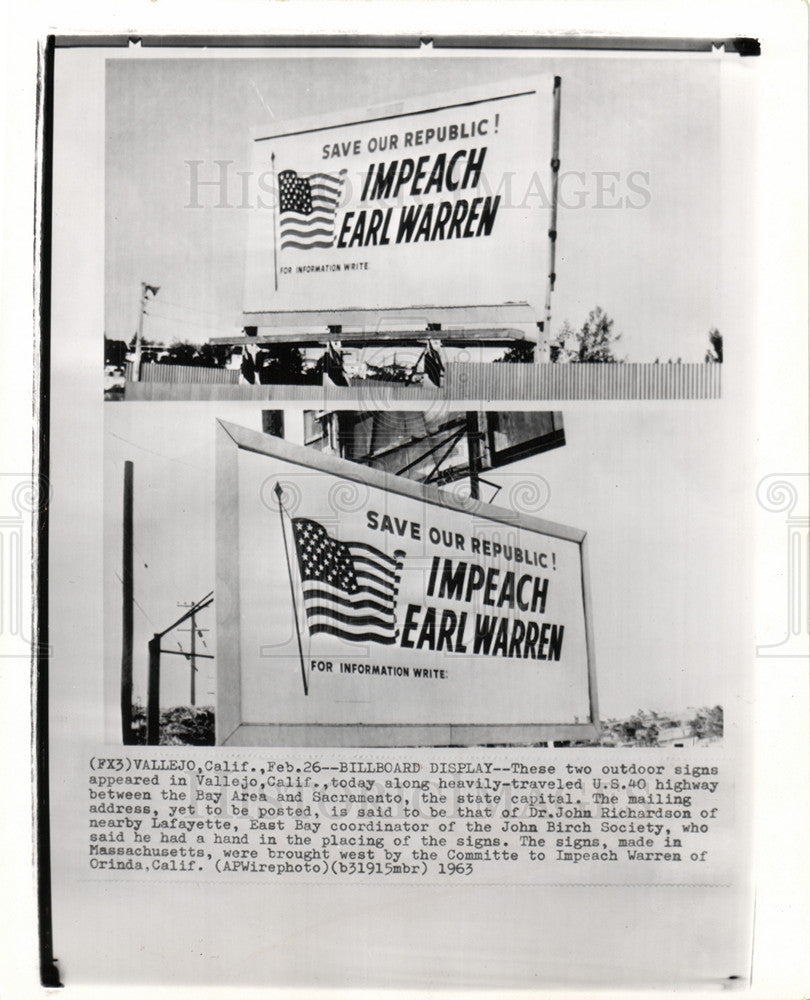 SAVE OUR REPUBLIC!
IMPEACH
EARL WARREN
FOR INFORMATION WRITE
HISTORIC IMAGES
SAVE OUR REPUBLIC!
IMPEACH
EARL WARREN
FOR INFORMATION WRITE:
(FX3)VALLEJO,Calif.,Feb.26--BILLBOARD DISPLAY--These two outdoor signs
appeared in Vallejo,Calif.,today along heavily-traveled U.S.40 highway
between the Bay Area and Sacramento, the state capital. The mailing
address, yet to be posted, is said to be that of Dr.John Richardson of
nearby Lafayette, East Bay coordinator of the John Birch Society, who
said he had a hand in the placing of the signs. The signs, made in
Massachusetts, were brought west by the Committe to Impeach Warren of
Orinda,Calif. (APWirephoto)(b31915mbr) 1963
HISTORIC IMAGES